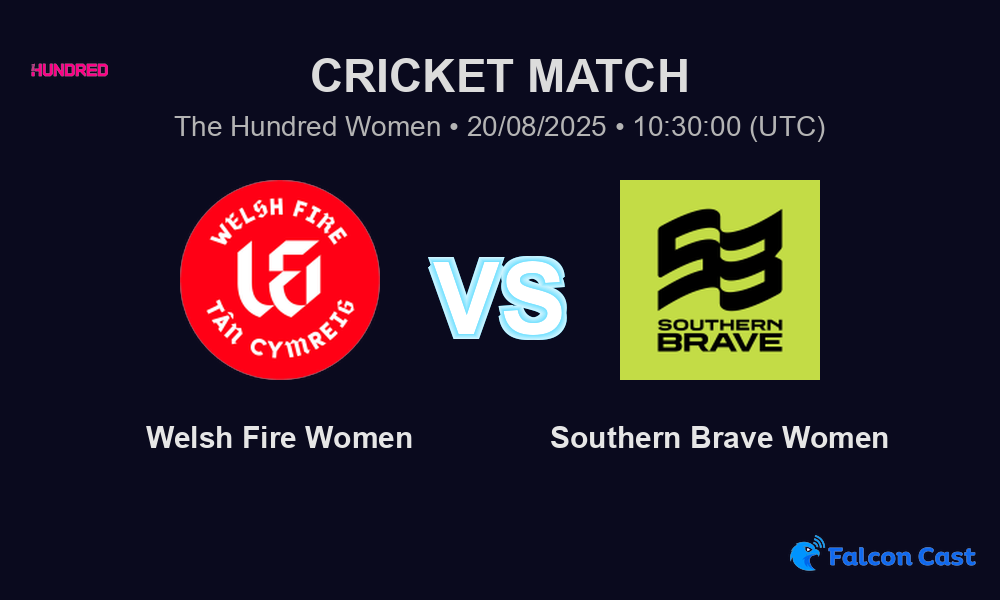 HUNDRED
CRICKET MATCH
The Hundred Women • 20/08/2025 • 10:30:00 (UTC)
WELSH FIRE
TÂN CYMREIG
VS
SB
SOUTHERN
BRAVE
Welsh Fire Women
Southern Brave Women
Falcon Cast